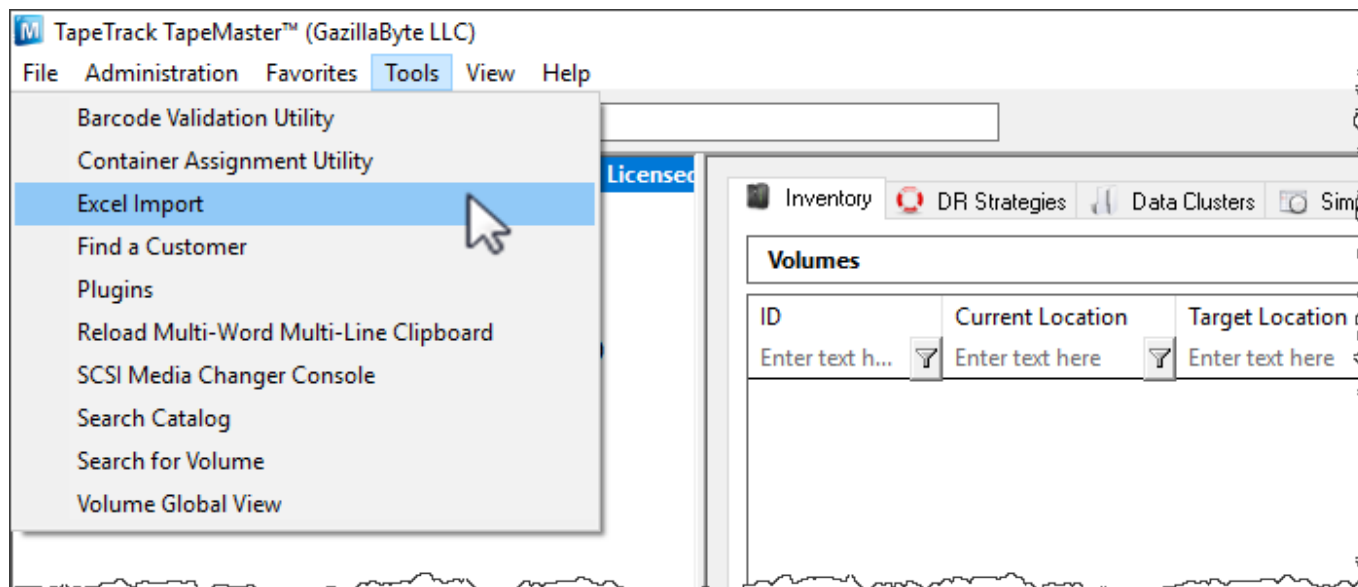 TapeTrack TapeMaster™ (GazillaByte LLC)
File Administration Favorites Tools View Help
Barcode Validation Utility
Container Assignment Utility
Excel Import
Find a Customer
Plugins
Reload Multi-Word Multi-Line Clipboard
SCSI Media Changer Console
Search Catalog
Search for Volume
Volume Global View
Licensed
Inventory DR Strategies Data Clusters
Volumes
ID Current Location Target Location
Enter text h... Enter text here Enter text here